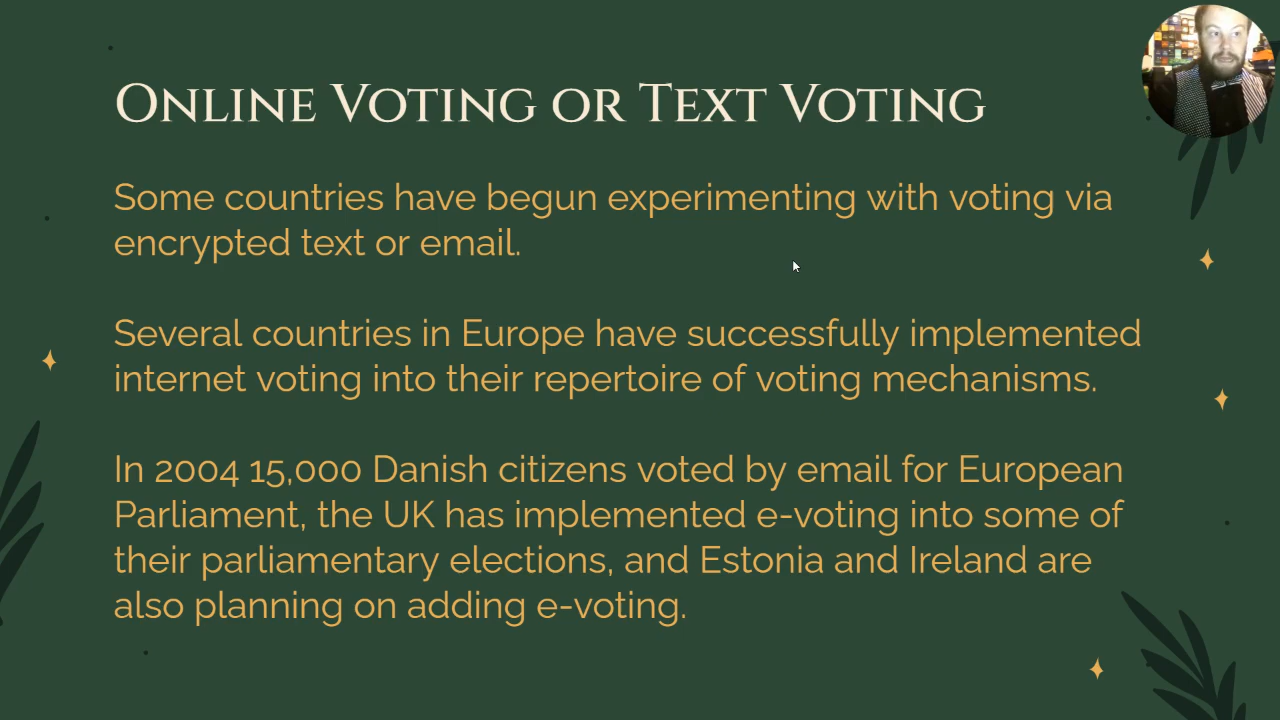 Online Voting or Text Voting
Some countries have begun experimenting with voting via
encrypted text or email.
Several countries in Europe have successfully implemented
internet voting into their repertoire of voting mechanisms.
In 2004 15,000 Danish citizens voted by email for European
Parliament, the UK has implemented e-voting into some of
their parliamentary elections, and Estonia and Ireland are
also planning on adding e-voting.